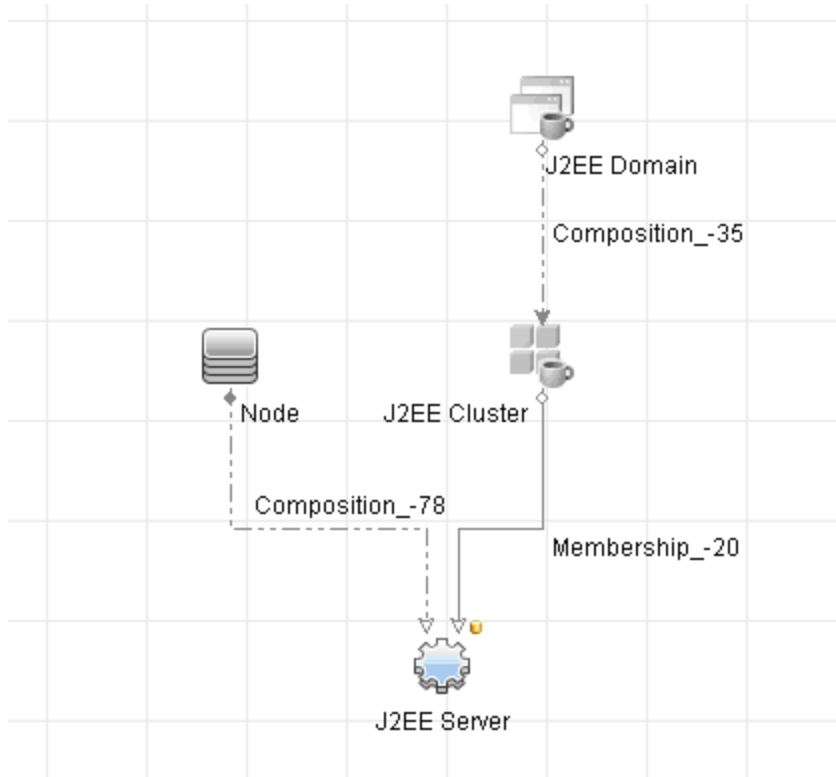 J2EE Domain
Composition_-35
Node
J2EE Cluster
Composition_-78
Membership_-20
J2EE Server